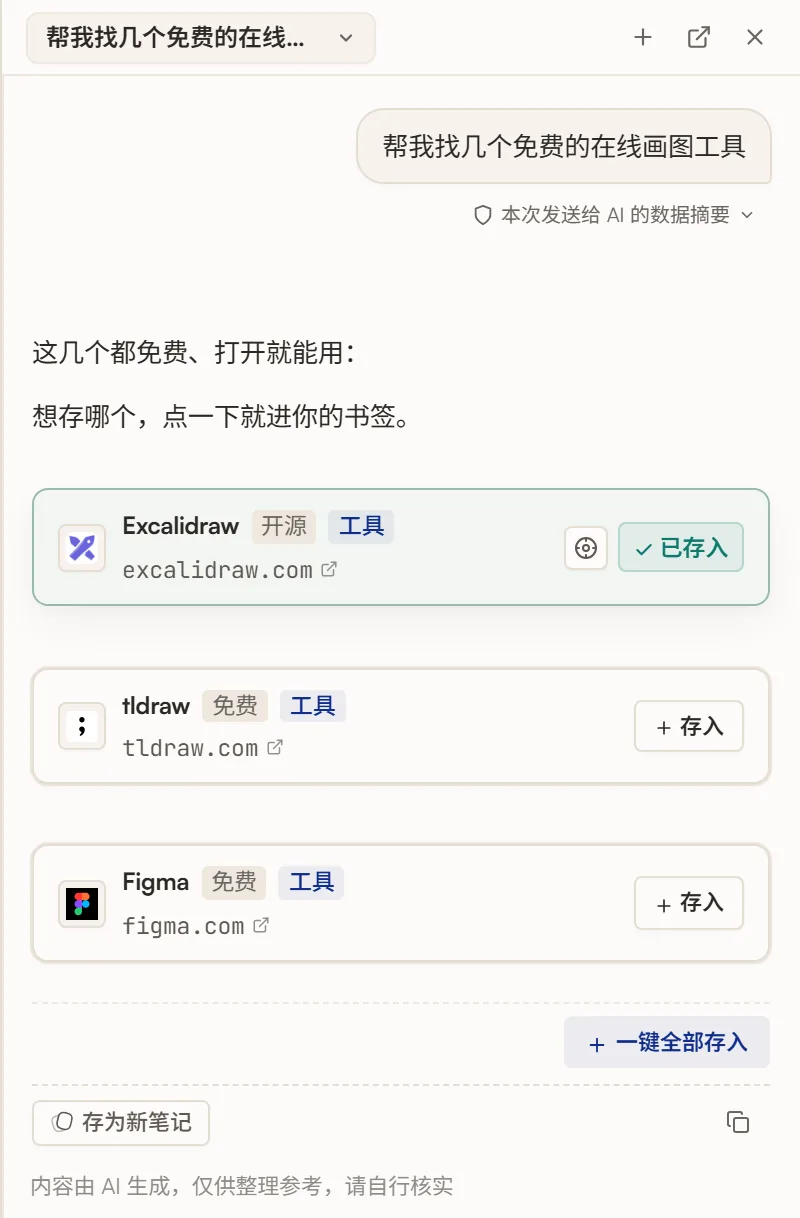 帮我找几个免费的在线...
帮我找几个免费的在线画图工具
本次发送给 AI 的数据摘要
这几个都免费、打开就能用：
想存哪个，点一下就进你的书签。
Excalidraw 开源 工具
excalidraw.com
已存入
tldraw 免费 工具
tldraw.com
+ 存入
Figma 免费 工具
figma.com
+ 存入
+ 一键全部存入
存为新笔记
内容由 AI 生成，仅供整理参考，请自行核实